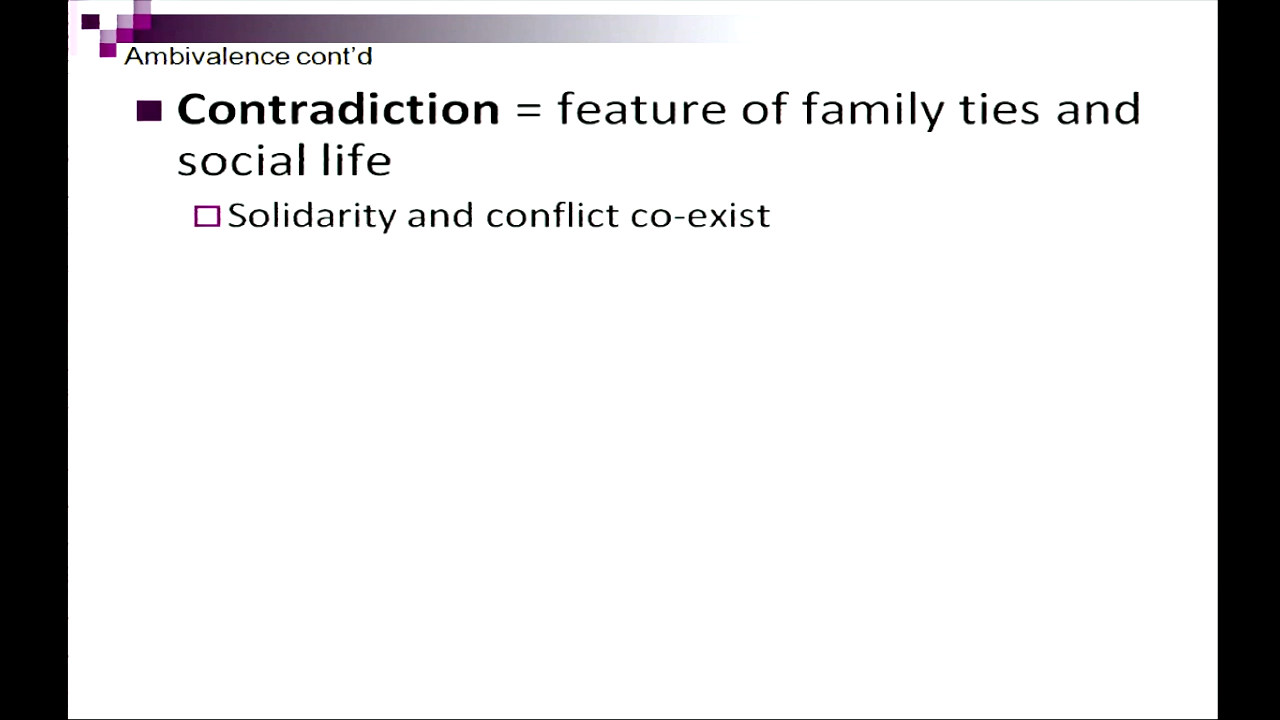 Ambivalence cont’d
Contradiction = feature of family ties and
social life
Solidarity and conflict co-exist